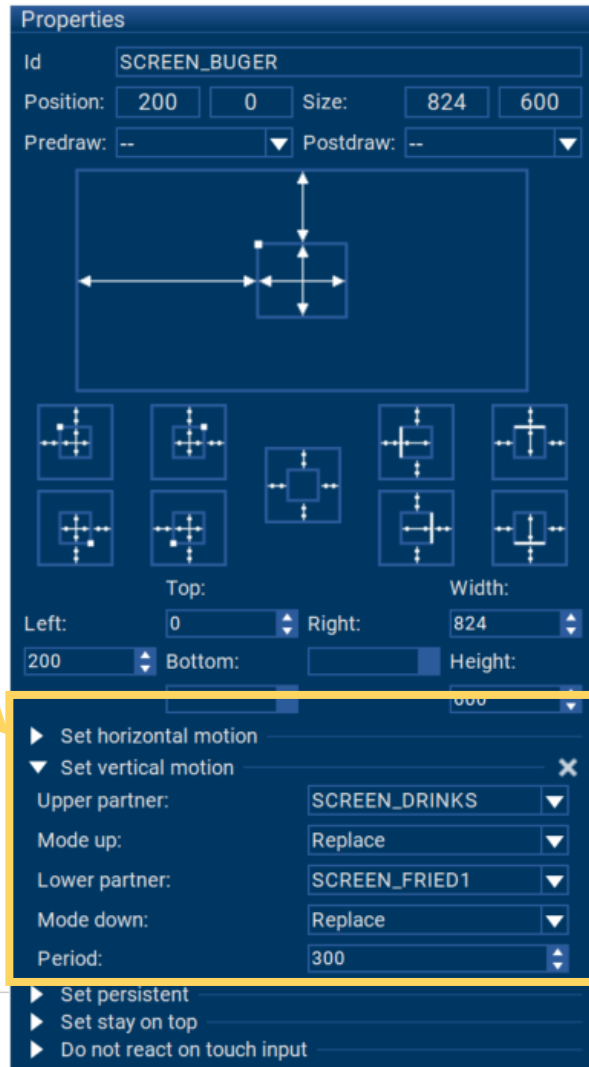 Properties
Id SCREEN_BUGER
Position: 200 0 Size: 824 600
Predraw: -- Postdraw: --
Top: Width:
Left: 0 Right: 824
200 Bottom: Height:
600
Set horizontal motion
Set vertical motion
Upper partner: SCREEN_DRINKS
Mode up: Replace
Lower partner: SCREEN_FRIED1
Mode down: Replace
Period: 300
Set persistent
Set stay on top
Do not react on touch input